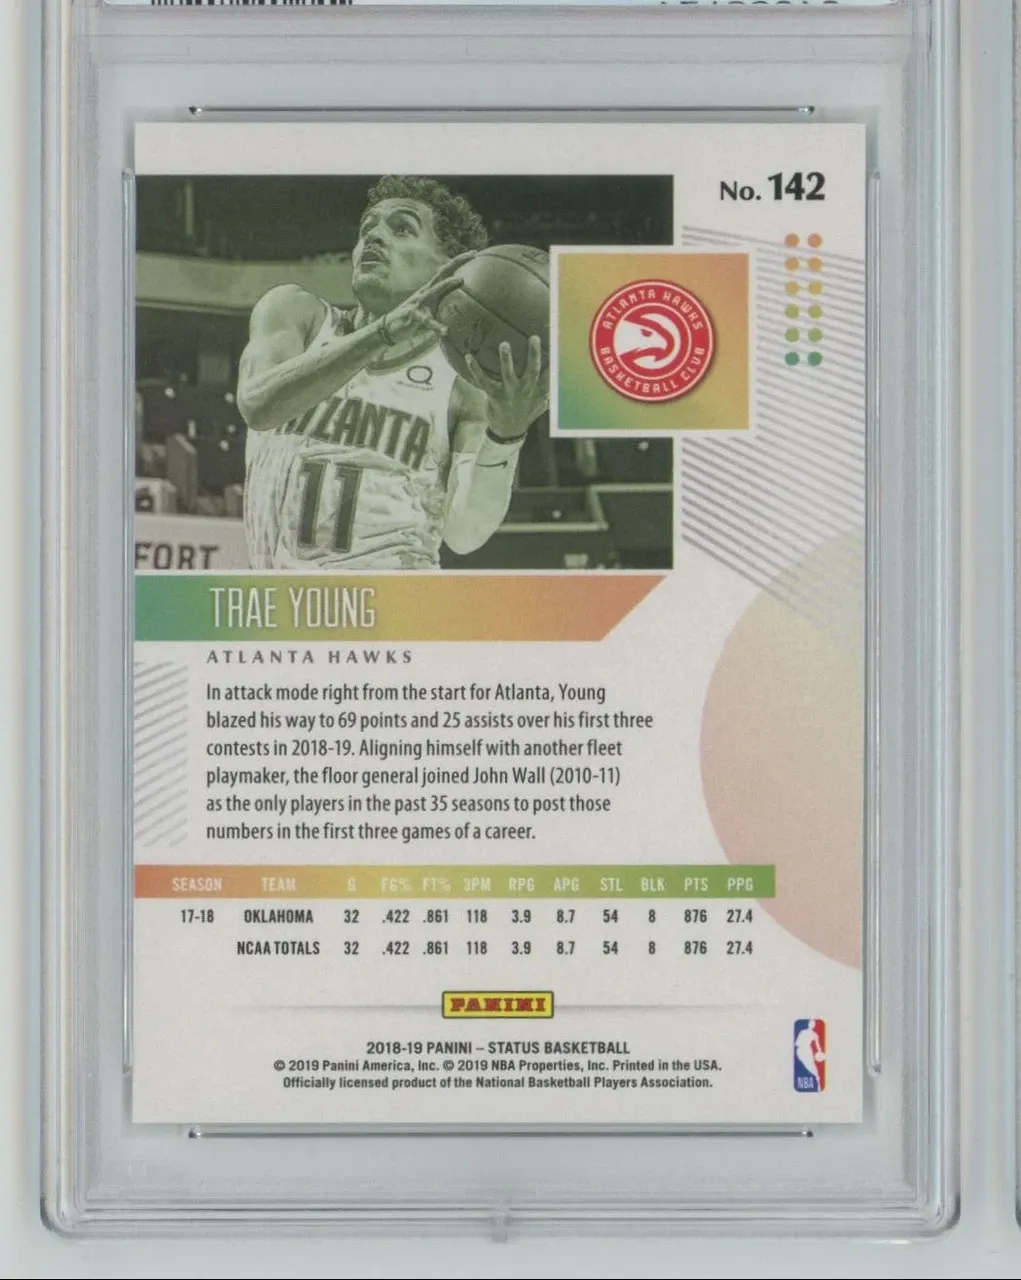 No. 142
ATLANTA HAWKS
BASKETBALL CLUB
Q
ATLANTA
11
FORT
TRAE YOUNG
ATLANTA HAWKS
In attack mode right from the start for Atlanta, Young
blazed his way to 69 points and 25 assists over his first three
contests in 2018-19. Aligning himself with another fleet
playmaker, the floor general joined John Wall (2010-11)
as the only players in the past 35 seasons to post those
numbers in the first three games of a career.
SEASON TEAM G FG% FT% 3PM RPG APG STL BLK PTS PPG
17-18 OKLAHOMA 32 .422 .861 118 3.9 8.7 54 8 876 27.4
NCAA TOTALS 32 .422 .861 118 3.9 8.7 54 8 876 27.4
PANINI
2018-19 PANINI – STATUS BASKETBALL
© 2019 Panini America, Inc. © 2019 NBA Properties, Inc. Printed in the USA.
Officially licensed product of the National Basketball Players Association.
NBA